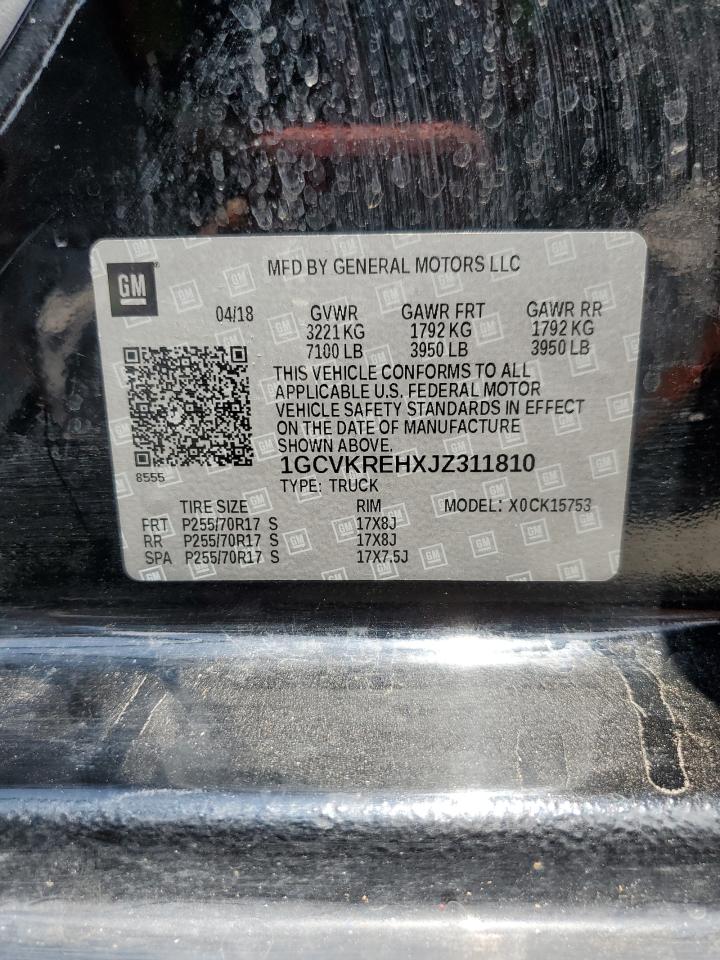 GM
MFD BY GENERAL MOTORS LLC
04/18 GVWR GAWR FRT GAWR RR
3221 KG 1792 KG 1792 KG
7100 LB 3950 LB 3950 LB
THIS VEHICLE CONFORMS TO ALL
APPLICABLE U.S. FEDERAL MOTOR
VEHICLE SAFETY STANDARDS IN EFFECT
ON THE DATE OF MANUFACTURE
SHOWN ABOVE.
1GCVKREHXJZ311810
8555
TYPE: TRUCK
TIRE SIZE RIM MODEL: X0CK15753
FRT P255/70R17 S 17X8J
RR P255/70R17 S 17X8J
SPA P255/70R17 S 17X7.5J